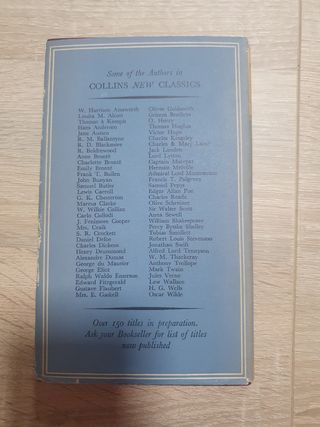 Some of the Authors in
COLLINS NEW CLASSICS
W. Harrison Ainsworth
Louisa M. Alcott
Thomas à Kempis
Hans Andersen
Jane Austen
R. M. Ballantyne
R. D. Blackmore
R. Boldrewood
Anne Brontë
Charlotte Brontë
Emily Brontë
Frank T. Bullen
John Bunyan
Samuel Butler
Lewis Carroll
G. K. Chesterton
Marcus Clarke
W. Wilkie Collins
Carlo Collodi
J. Fenimore Cooper
Mrs. Craik
S. R. Crockett
Daniel Defoe
Charles Dickens
Henry Drummond
Alexandre Dumas
George du Maurier
George Eliot
Ralph Waldo Emerson
Edward Fitzgerald
Gustave Flaubert
Mrs. E. Gaskell
Oliver Goldsmith
Grimm Brothers
O. Henry
Thomas Hughes
Victor Hugo
Charles Kingsley
Charles & Mary Lamb
Jack London
Lord Lytton
Captain Marryat
Herman Melville
Admiral Lord Mountevans
Francis T. Palgrave
Samuel Pepys
Edgar Allan Poe
Charles Reade
Olive Schreiner
Sir Walter Scott
Anna Sewell
William Shakespeare
Percy Bysshe Shelley
Tobias Smollett
Robert Louis Stevenson
Jonathan Swift
Alfred Lord Tennyson
W. M. Thackeray
Anthony Trollope
Mark Twain
Jules Verne
Lew Wallace
H. G. Wells
Oscar Wilde
Over 150 titles in preparation.
Ask your Bookseller for list of titles
now published